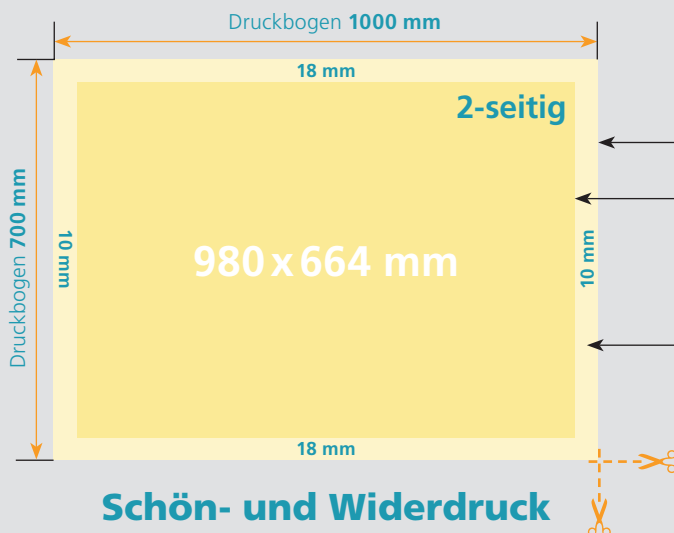 Druckbogen 1000 mm
18 mm
2-seitig
Druckbogen 700 mm
10 mm
980 x 664 mm
10 mm
18 mm
Schön- und Widerdruck